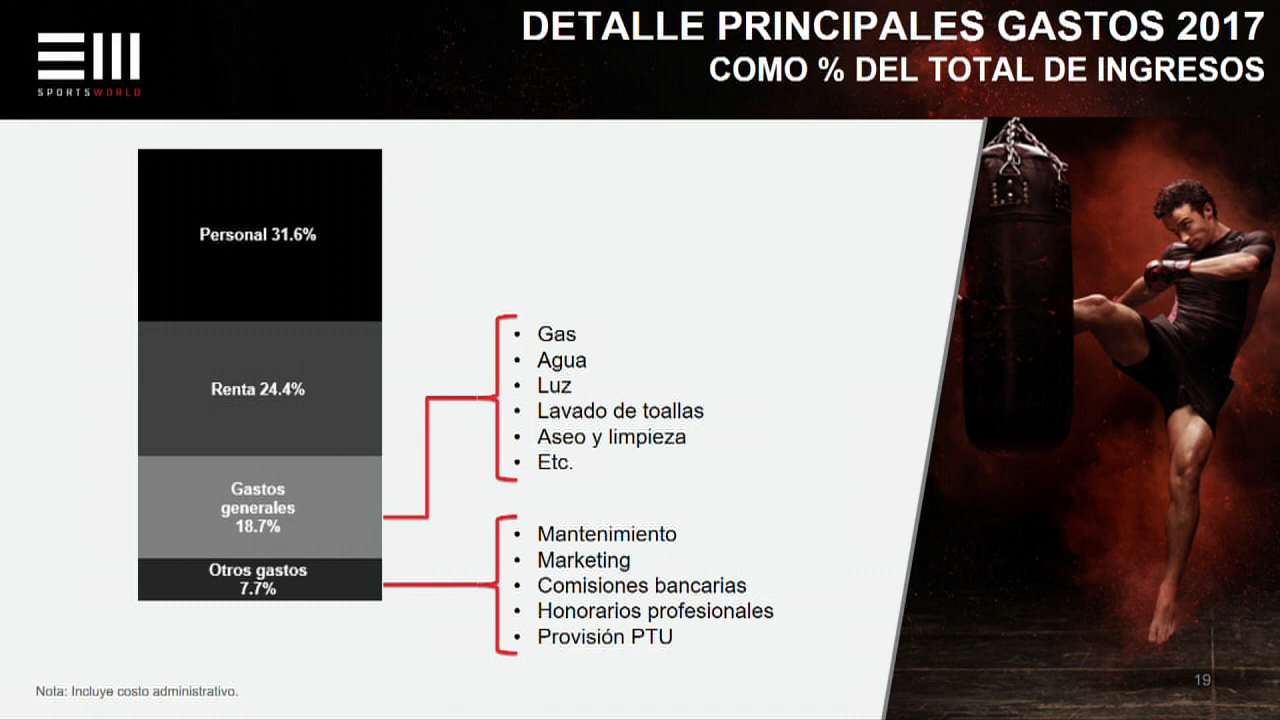 DETALLE PRINCIPALES GASTOS 2017
COMO % DEL TOTAL DE INGRESOS
SPORTSWORLD
Personal 31.6%
Renta 24.4%
Gastos
generales
18.7%
Otros gastos
7.7%
• Gas
• Agua
• Luz
• Lavado de toallas
• Aseo y limpieza
• Etc.
• Mantenimiento
• Marketing
• Comisiones bancarias
• Honorarios profesionales
• Provisión PTU
Nota: Incluye costo administrativo.
19